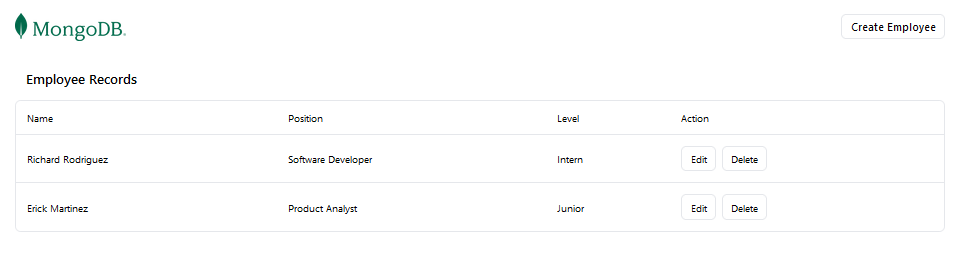 MongoDB.
Create Employee
Employee Records
Name Position Level Action
Richard Rodriguez Software Developer Intern Edit Delete
Erick Martinez Product Analyst Junior Edit Delete